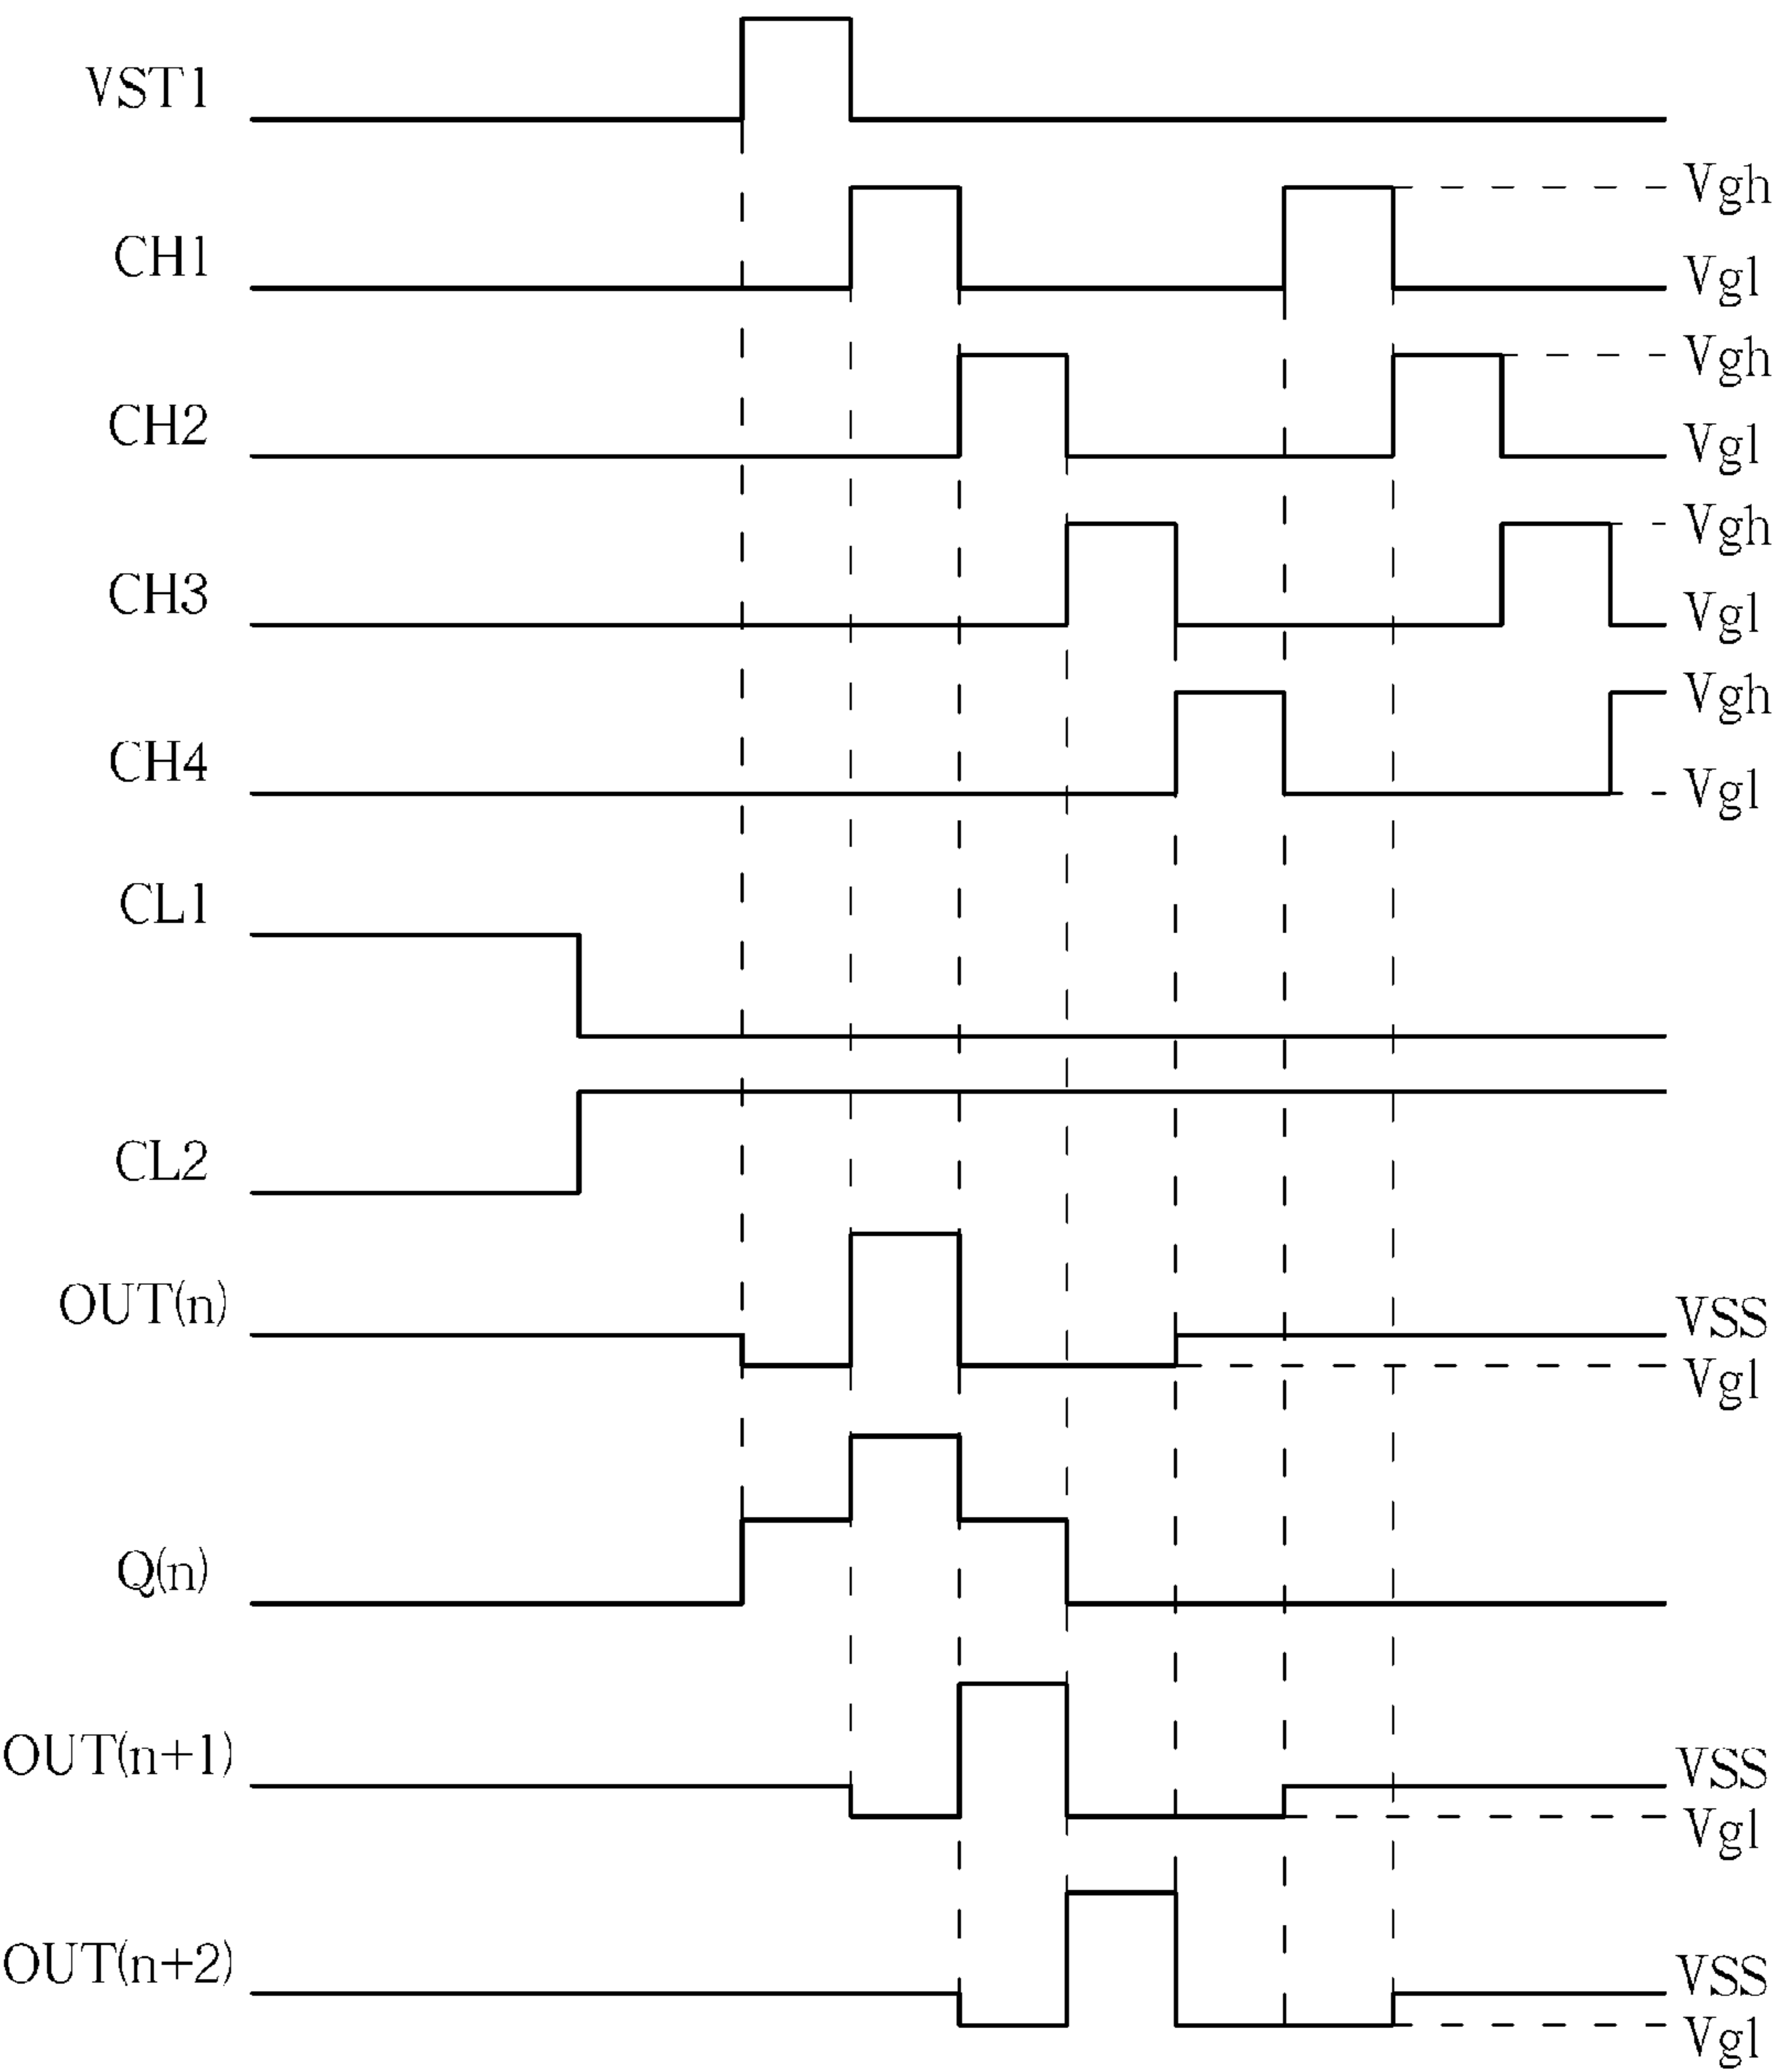 VST1
Vgh
CH1
Vgl
Vgh
CH2
Vgl
Vgh
CH3
Vgl
Vgh
CH4
Vgl
CL1
CL2
OUT(n)
VSS
Vgl
Q(n)
OUT(n+1)
VSS
Vgl
OUT(n+2)
VSS
Vgl